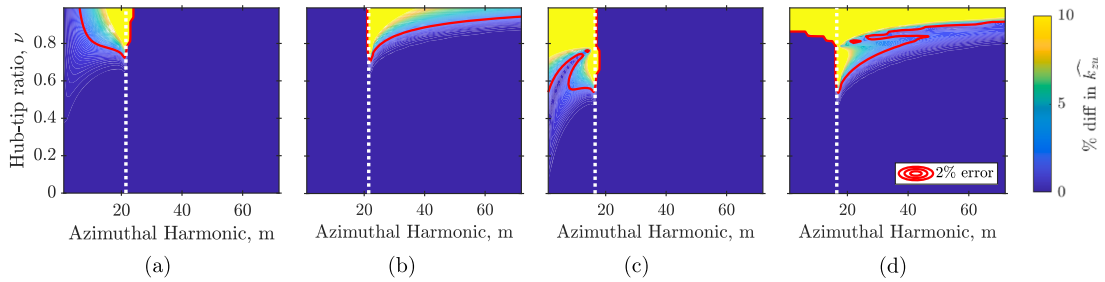 Hub-tip ratio, ν
0.8
0.6
0.4
0.2
0
20 40 60
20 40 60
20 40 60
20 40 60
Azimuthal Harmonic, m
Azimuthal Harmonic, m
Azimuthal Harmonic, m
Azimuthal Harmonic, m
(a)
(b)
(c)
(d)
2% error
10
5
0
% diff in \widehat{k_{zu}}